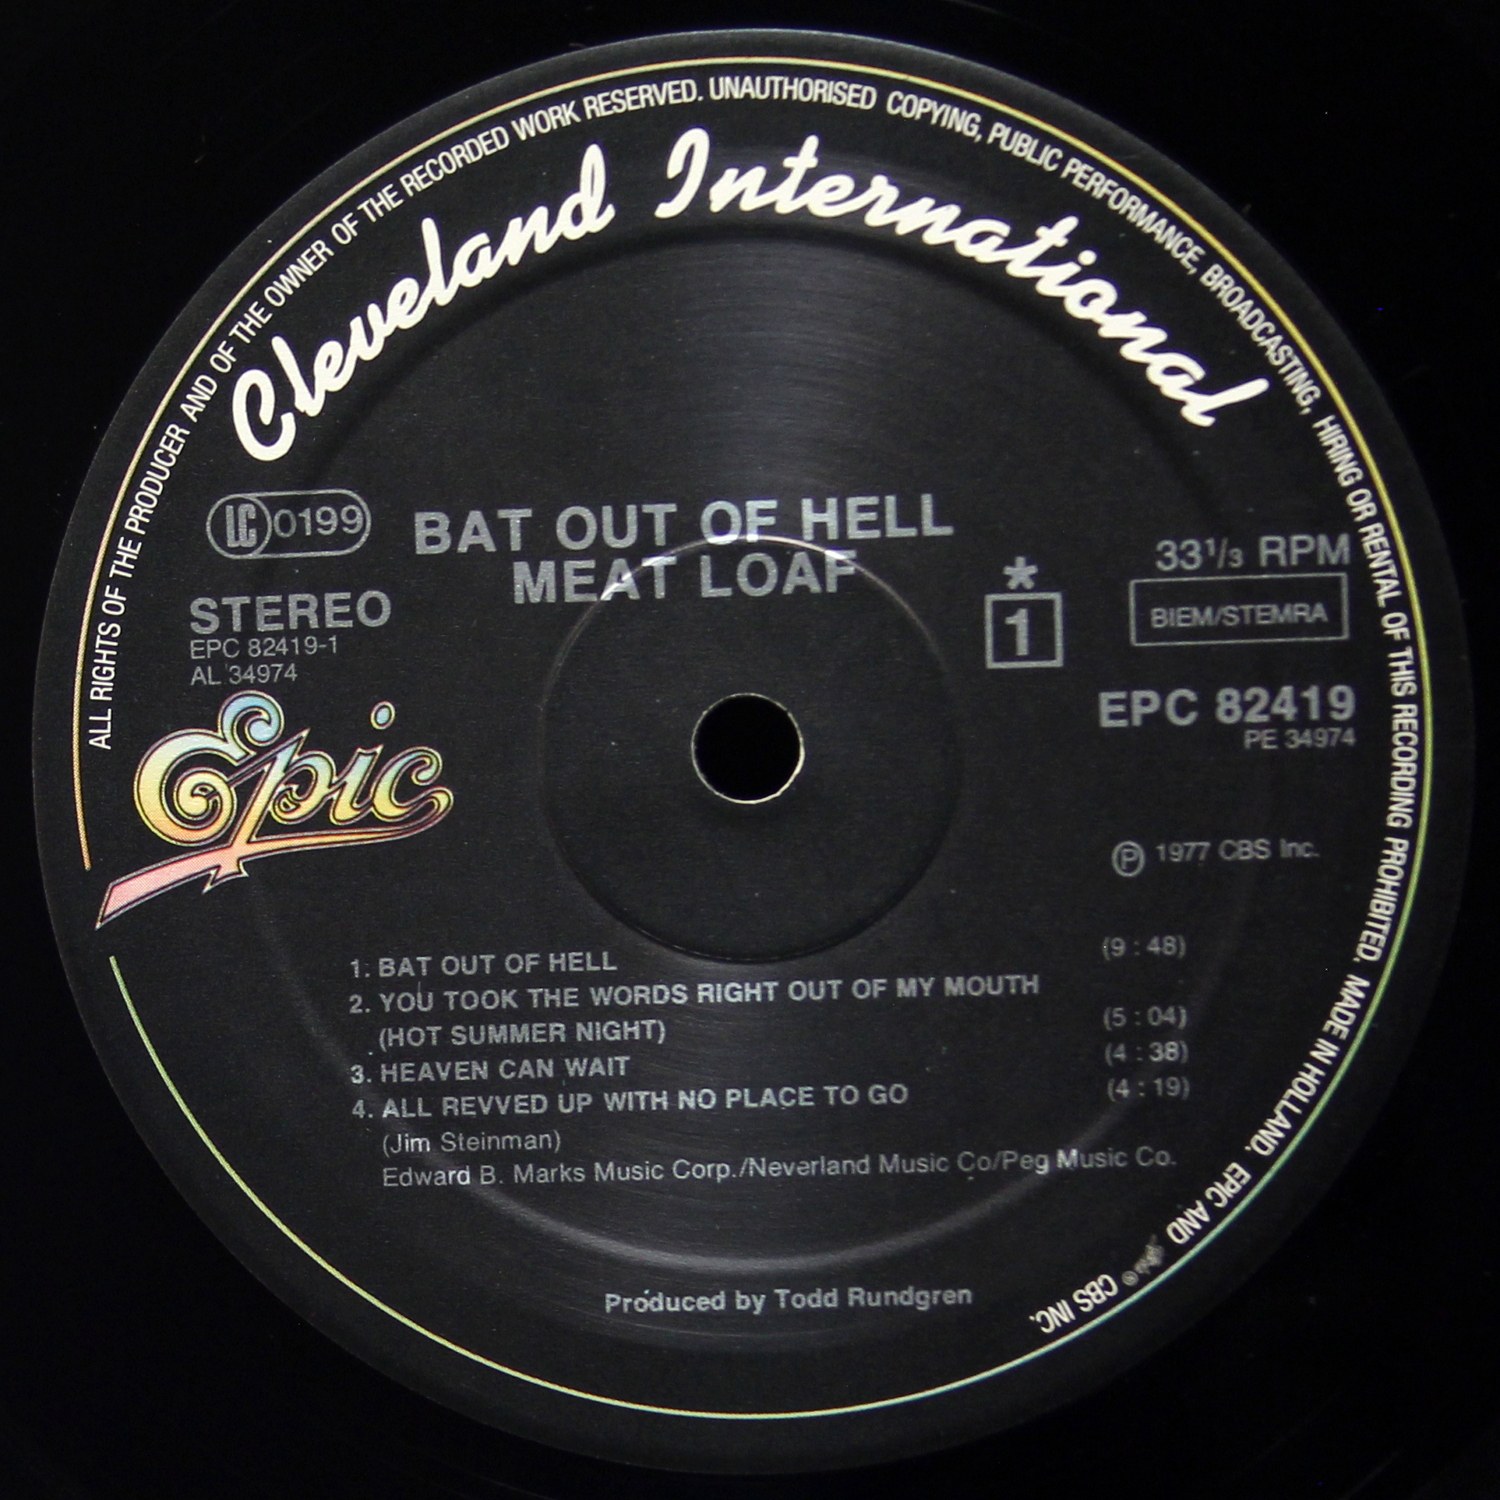 ALL RIGHTS OF THE PRODUCER AND OF THE OWNER OF THE RECORDED WORK RESERVED. UNAUTHORISED COPYING, PUBLIC PERFORMANCE, BROADCASTING, HIRING OR RENTAL OF THIS RECORDING PROHIBITED. MADE IN HOLLAND. EPIC AND ® CBS INC.
Cleveland International
LC 0199
BAT OUT OF HELL
MEAT LOAF
STEREO
EPC 82419-1
AL 34974
*
1
33 1/3 RPM
BIEM/STEMRA
EPC 82419
PE 34974
Epic
Ⓟ 1977 CBS Inc.
1. BAT OUT OF HELL (9 : 48)
2. YOU TOOK THE WORDS RIGHT OUT OF MY MOUTH
(HOT SUMMER NIGHT) (5 : 04)
3. HEAVEN CAN WAIT (4 : 38)
4. ALL REVVED UP WITH NO PLACE TO GO (4 : 19)
(Jim Steinman)
Edward B. Marks Music Corp./Neverland Music Co/Peg Music Co.
Produced by Todd Rundgren